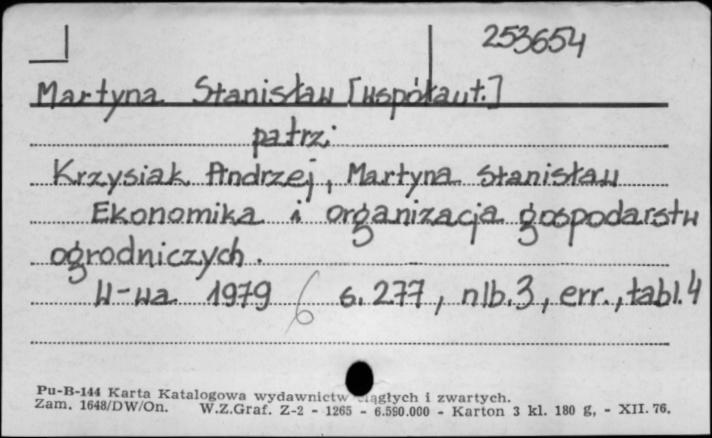 253654
Martyna Stanisław [współaut.]
patrz:
Krzysiak Andrzej, Martyna Stanisław
Ekonomika i organizacja gospodarstw
ogrodniczych.
W-wa 1979 s. 277, nlb. 3, err., tabl. 4
6
Pu-B-144 Karta Katalogowa wydawnictw ciągłych i zwartych.
Zam. 1648/DW/On. W.Z.Graf. Z-2 - 1265 - 6.590.000 - Karton 3 kl. 180 g, - XII. 76.